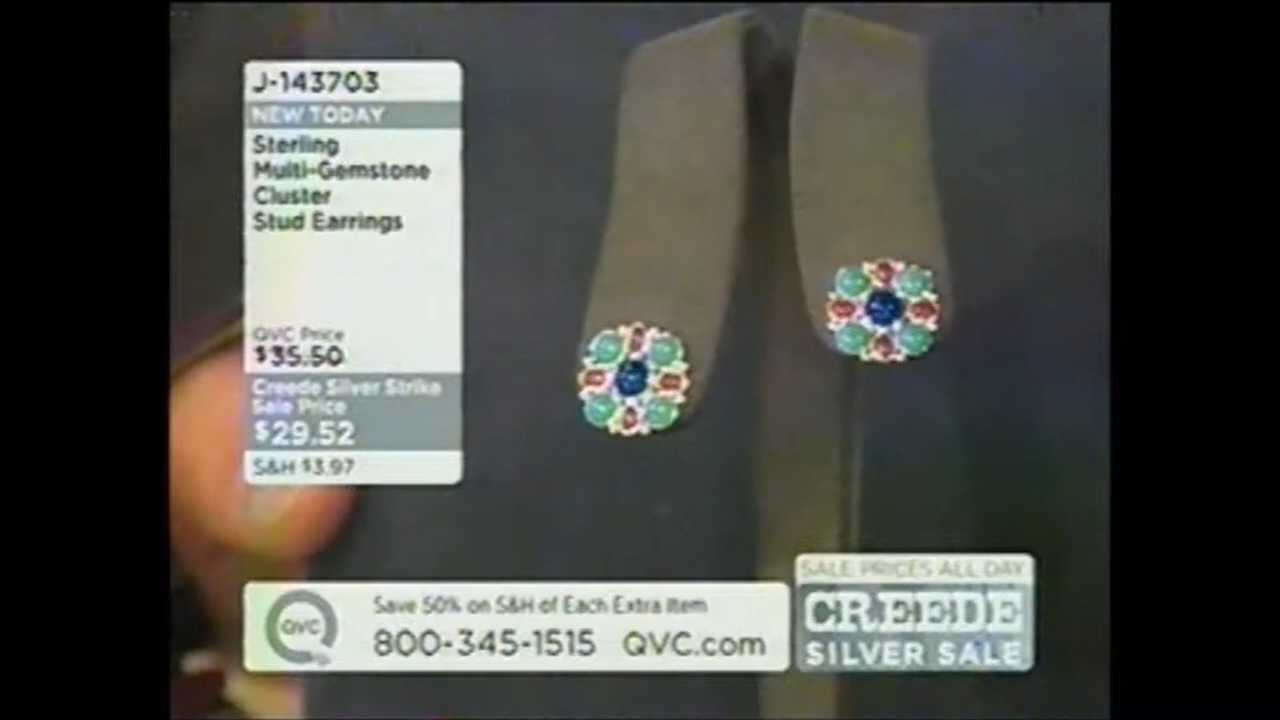 J-143703
NEW TODAY
Sterling
Multi-Gemstone
Cluster
Stud Earrings
QVC Price
$35.50
Creede Silver Strike
Sale Price
$29.52
S&H $3.97
QVC
Save 50% on S&H of Each Extra Item
800-345-1515 QVC.com
SALE PRICES ALL DAY
CREEDE
SILVER SALE